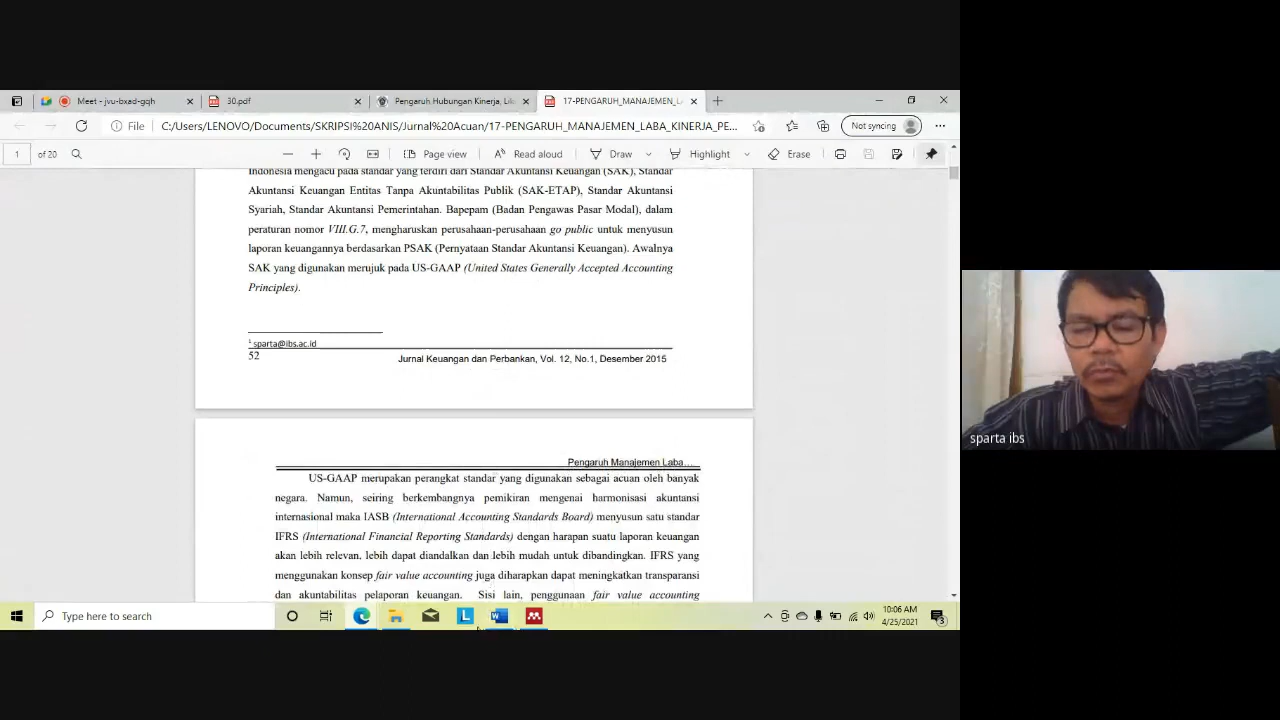 Meet - jvu-bxad-gqh
30.pdf
Pengaruh Hubungan Kinerja, Lik
17-PENGARUH_MANAJEMEN_L
File
C:/Users/LENOVO/Documents/SKRIPSI%20ANIS/Jurnal%20Acuan/17-PENGARUH_MANAJEMEN_LABA_KINERJA_PE...
Not syncing
1
of 20
Page view
Read aloud
Draw
Highlight
Erase
Indonesia mengacu pada standar yang terdiri dari Standar Akuntansi Keuangan (SAK), Standar
Akuntansi Keuangan Entitas Tanpa Akuntabilitas Publik (SAK-ETAP), Standar Akuntansi
Syariah, Standar Akuntansi Pemerintahan. Bapepam (Badan Pengawas Pasar Modal), dalam
peraturan nomor VIII.G.7, mengharuskan perusahaan-perusahaan go public untuk menyusun
laporan keuangannya berdasarkan PSAK (Pernyataan Standar Akuntansi Keuangan). Awalnya
SAK yang digunakan merujuk pada US-GAAP (United States Generally Accepted Accounting
Principles).
1 sparta@ibs.ac.id
52
Jurnal Keuangan dan Perbankan, Vol. 12, No.1, Desember 2015
Pengaruh Manajemen Laba...
US-GAAP merupakan perangkat standar yang digunakan sebagai acuan oleh banyak
negara. Namun, seiring berkembangnya pemikiran mengenai harmonisasi akuntansi
internasional maka IASB (International Accounting Standards Board) menyusun satu standar
IFRS (International Financial Reporting Standards) dengan harapan suatu laporan keuangan
akan lebih relevan, lebih dapat diandalkan dan lebih mudah untuk dibandingkan. IFRS yang
menggunakan konsep fair value accounting juga diharapkan dapat meningkatkan transparansi
dan akuntabilitas pelaporan keuangan. Sisi lain, penggunaan fair value accounting
sparta ibs
Type here to search
L
10:06 AM
4/25/2021
3